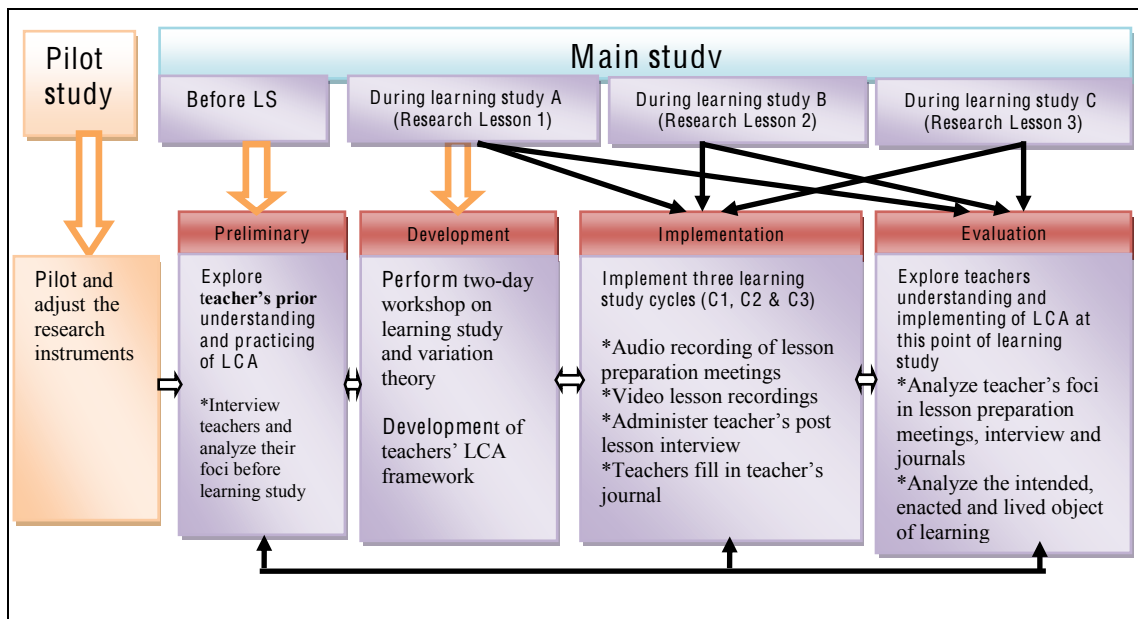 Pilot
study
Main study
Before LS
During learning study A
(Research Lesson 1)
During learning study B
(Research Lesson 2)
During learning study C
(Research Lesson 3)
Pilot and
adjust the
research
instruments
Preliminary
Explore
teacher's prior
understanding
and practicing
of LCA
*Interview
teachers and
analyze their
foci before
learning study
Development
Perform two-day
workshop on
learning study
and variation
theory
Development of
teachers' LCA
framework
Implementation
Implement three learning
study cycles (C1, C2 & C3)
*Audio recording of lesson
preparation meetings
*Video lesson recordings
*Administer teacher's post
lesson interview
*Teachers fill in teacher's
journal
Evaluation
Explore teachers
understanding and
implementing of LCA at
this point of learning
study
*Analyze teacher's foci
in lesson preparation
meetings, interview and
journals
*Analyze the intended,
enacted and lived object
of learning